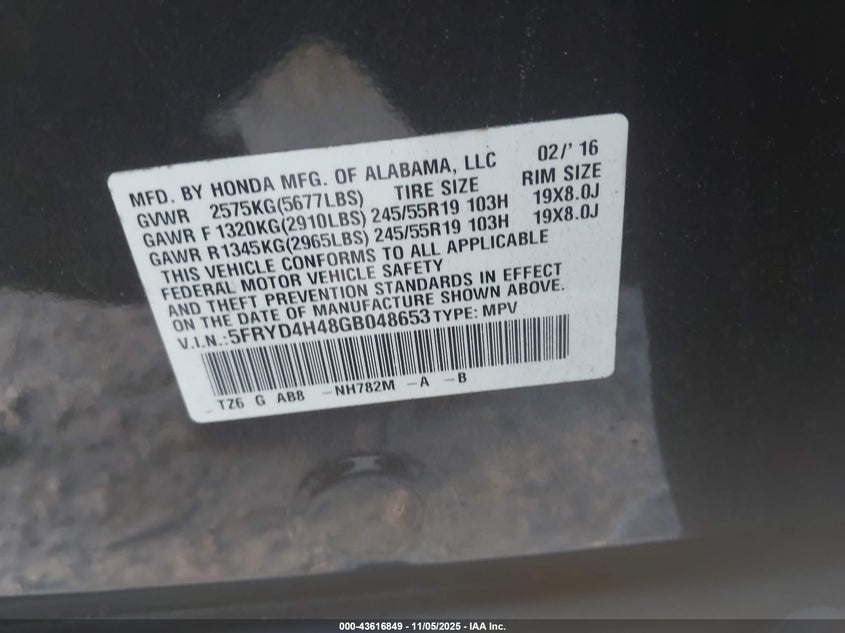 MFD. BY HONDA MFG. OF ALABAMA, LLC 02/' 16
GVWR 2575KG(5677LBS) TIRE SIZE RIM SIZE
GAWR F 1320KG(2910LBS) 245/55R19 103H 19X8.0J
GAWR R 1345KG(2965LBS) 245/55R19 103H 19X8.0J
THIS VEHICLE CONFORMS TO ALL APPLICABLE
FEDERAL MOTOR VEHICLE SAFETY
AND THEFT PREVENTION STANDARDS IN EFFECT
ON THE DATE OF MANUFACTURE SHOWN ABOVE.
V.I.N.:5FRYD4H48GB048653 TYPE: MPV
TZ6 G AB8 -NH782M -A -B
000-43616849 - 11/05/2025 - IAA Inc.